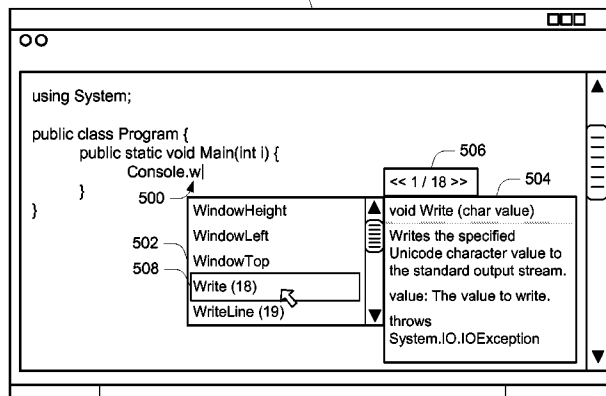 using System;
public class Program {
public static void Main(int i) {
Console.w|
}
}
500
506
<< 1 / 18 >>
504
502
508
WindowHeight
WindowLeft
WindowTop
Write (18)
WriteLine (19)
void Write (char value)
Writes the specified
Unicode character value to
the standard output stream.
value: The value to write.
throws
System.IO.IOException